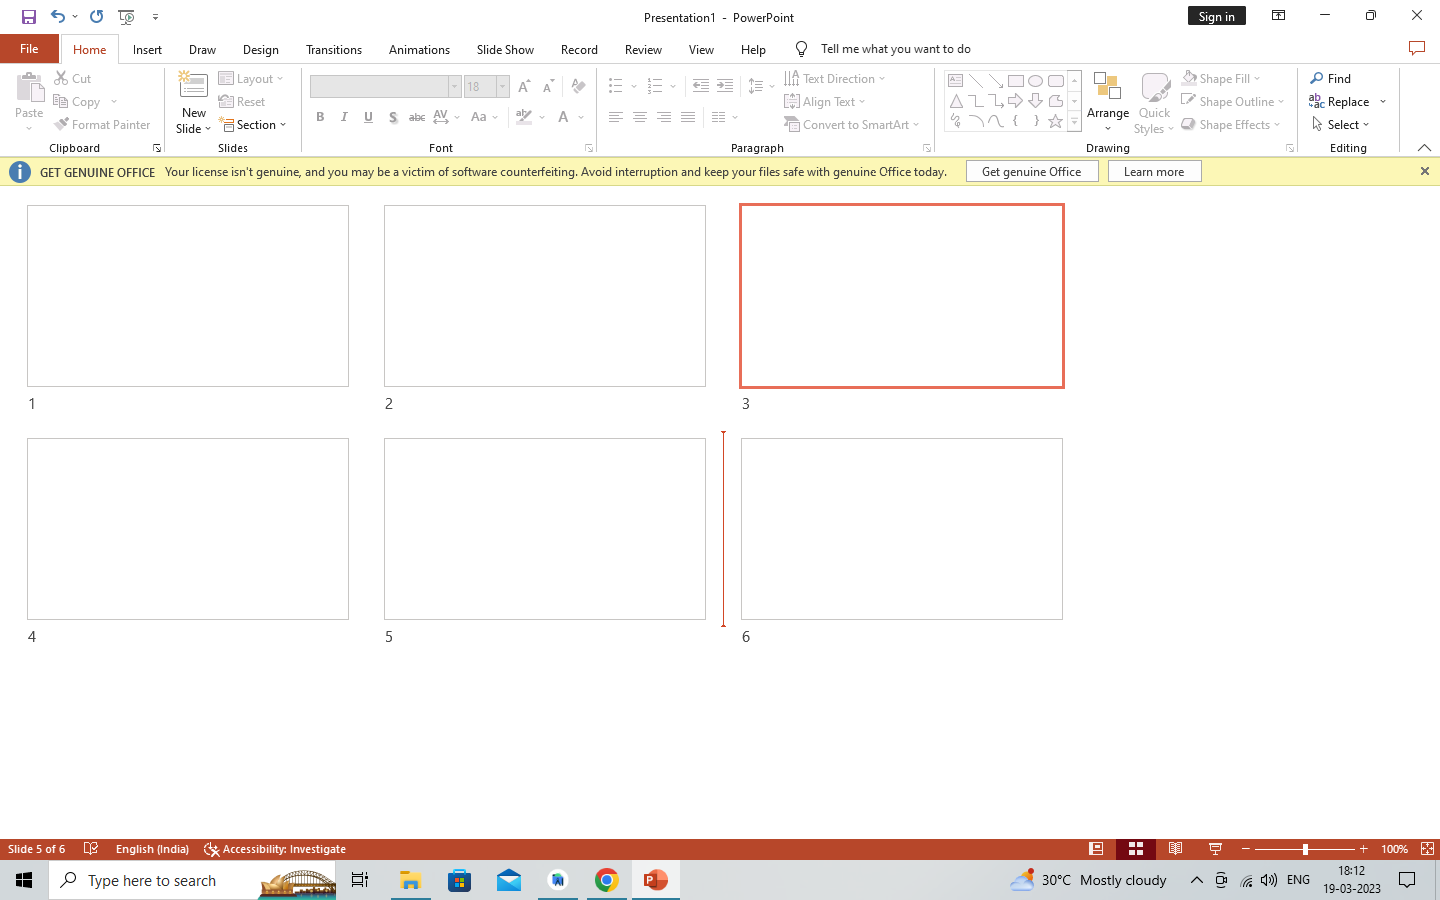 Presentation1 - PowerPoint
Sign in
File Home Insert Draw Design Transitions Animations Slide Show Record Review View Help Tell me what you want to do
Paste
Cut
Copy
Format Painter
Clipboard
New
Slide
Layout
Reset
Section
Slides
18
B I U S abc AV Aa A
Font
Text Direction
Align Text
Convert to SmartArt
Paragraph
Arrange
Quick
Styles
Shape Fill
Shape Outline
Shape Effects
Drawing
Find
Replace
Select
Editing
GET GENUINE OFFICE Your license isn't genuine, and you may be a victim of software counterfeiting. Avoid interruption and keep your files safe with genuine Office today. Get genuine Office Learn more
1 2 3
4 5 6
Slide 5 of 6 English (India) Accessibility: Investigate 100%
Type here to search
30°C Mostly cloudy
ENG
18:12
19-03-2023